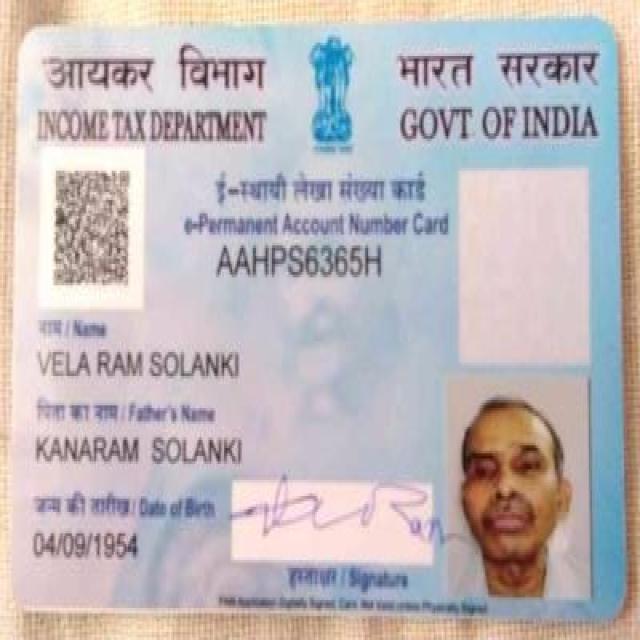 आयकर विभाग
INCOME TAX DEPARTMENT
भारत सरकार
GOVT OF INDIA
ई-स्थायी लेखा संख्या कार्ड
e-Permanent Account Number Card
AAHPS6365H
नाम / Name
VELA RAM SOLANKI
पिता का नाम / Father's Name
KANARAM SOLANKI
जन्म की तारीख / Date of Birth
04/09/1954
हस्ताक्षर / Signature